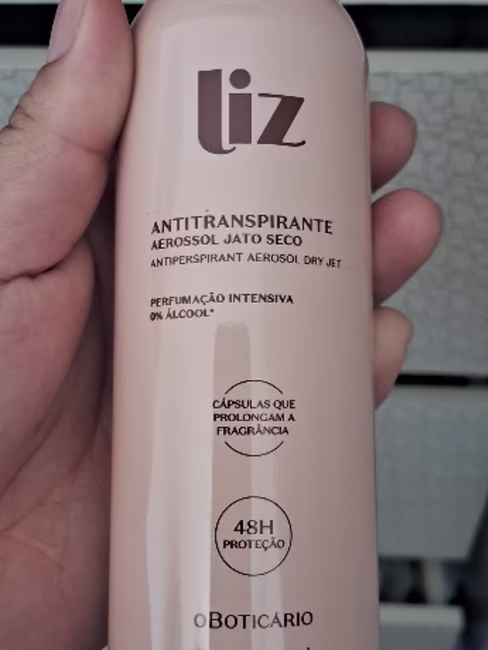 liz
ANTITRANSPIRANTE
AEROSSOL JATO SECO
ANTIPERSPIRANT AEROSOL DRY JET
PERFUMAÇÃO INTENSIVA
0% ÁLCOOL*
CÁPSULAS QUE
PROLONGAM A
FRAGRÂNCIA
48H
PROTEÇÃO
OBOTICÁRIO